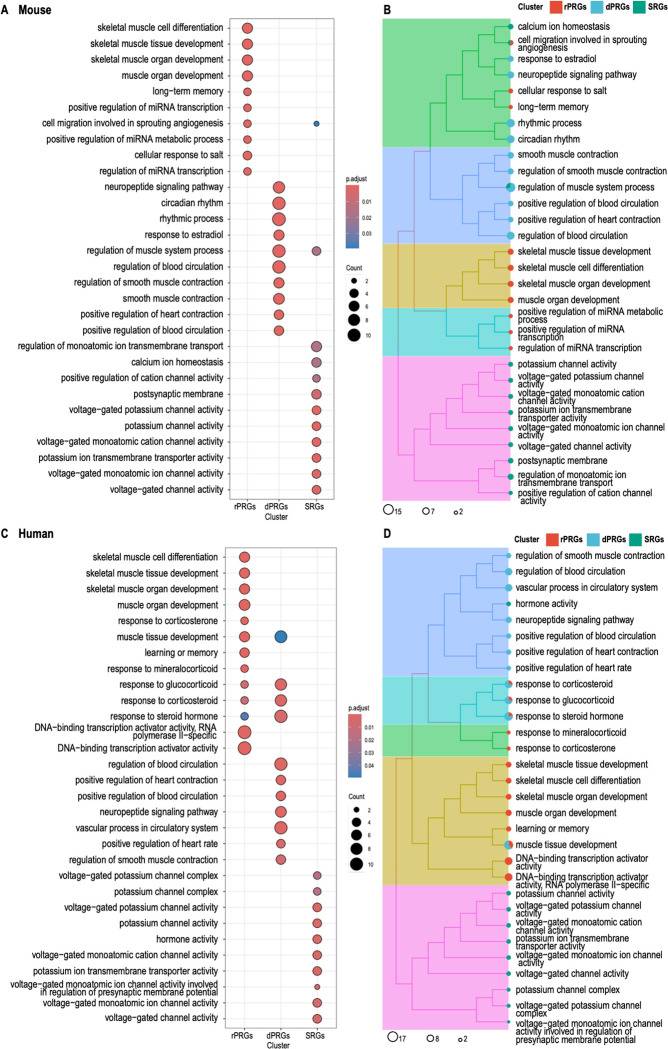 A Mouse
skeletal muscle cell differentiation
skeletal muscle tissue development
skeletal muscle organ development
muscle organ development
long−term memory
positive regulation of miRNA transcription
cell migration involved in sprouting angiogenesis
positive regulation of miRNA metabolic process
cellular response to salt
regulation of miRNA transcription
neuropeptide signaling pathway
circadian rhythm
rhythmic process
response to estradiol
regulation of muscle system process
regulation of blood circulation
regulation of smooth muscle contraction
smooth muscle contraction
positive regulation of heart contraction
positive regulation of blood circulation
regulation of monoatomic ion transmembrane transport
calcium ion homeostasis
positive regulation of cation channel activity
postsynaptic membrane
voltage−gated potassium channel activity
potassium channel activity
voltage−gated monoatomic cation channel activity
potassium ion transmembrane transporter activity
voltage−gated monoatomic ion channel activity
voltage−gated channel activity
rPRGs dPRGs SRGs
Cluster
p.adjust
0.01
0.02
0.03
Count
2
4
6
8
10
B
Cluster rPRGs dPRGs SRGs
calcium ion homeostasis
cell migration involved in sprouting
angiogenesis
response to estradiol
neuropeptide signaling pathway
cellular response to salt
long−term memory
rhythmic process
circadian rhythm
smooth muscle contraction
regulation of smooth muscle contraction
regulation of muscle system process
positive regulation of blood circulation
positive regulation of heart contraction
regulation of blood circulation
skeletal muscle tissue development
skeletal muscle cell differentiation
skeletal muscle organ development
muscle organ development
positive regulation of miRNA metabolic
process
positive regulation of miRNA
transcription
regulation of miRNA transcription
potassium channel activity
voltage−gated potassium channel
activity
voltage−gated monoatomic cation
channel activity
potassium ion transmembrane
transporter activity
voltage−gated monoatomic ion channel
activity
voltage−gated channel activity
postsynaptic membrane
regulation of monoatomic ion
transmembrane transport
positive regulation of cation channel
activity
15 7 2
C Human
skeletal muscle cell differentiation
skeletal muscle tissue development
skeletal muscle organ development
muscle organ development
response to corticosterone
muscle tissue development
learning or memory
response to mineralocorticoid
response to glucocorticoid
response to corticosteroid
response to steroid hormone
DNA−binding transcription activator activity, RNA
polymerase II−specific
DNA−binding transcription activator activity
regulation of blood circulation
positive regulation of heart contraction
positive regulation of blood circulation
neuropeptide signaling pathway
vascular process in circulatory system
positive regulation of heart rate
regulation of smooth muscle contraction
voltage−gated potassium channel complex
potassium channel complex
voltage−gated potassium channel activity
potassium channel activity
hormone activity
voltage−gated monoatomic cation channel activity
potassium ion transmembrane transporter activity
voltage−gated monoatomic ion channel activity involved
in regulation of presynaptic membrane potential
voltage−gated monoatomic ion channel activity
voltage−gated channel activity
rPRGs dPRGs SRGs
Cluster
p.adjust
0.01
0.02
0.03
0.04
Count
2
4
6
8
10
D
Cluster rPRGs dPRGs SRGs
regulation of smooth muscle contraction
regulation of blood circulation
vascular process in circulatory system
hormone activity
neuropeptide signaling pathway
positive regulation of blood circulation
positive regulation of heart contraction
positive regulation of heart rate
response to corticosteroid
response to glucocorticoid
response to steroid hormone
response to mineralocorticoid
response to corticosterone
skeletal muscle tissue development
skeletal muscle cell differentiation
skeletal muscle organ development
muscle organ development
learning or memory
muscle tissue development
DNA−binding transcription activator
activity
DNA−binding transcription activator
activity, RNA polymerase II−specific
potassium channel activity
voltage−gated potassium channel
activity
voltage−gated monoatomic cation
channel activity
potassium ion transmembrane
transporter activity
voltage−gated monoatomic ion channel
activity
voltage−gated channel activity
potassium channel complex
voltage−gated potassium channel
complex
voltage−gated monoatomic ion channel
activity involved in regulation of
presynaptic membrane potential
17 8 2